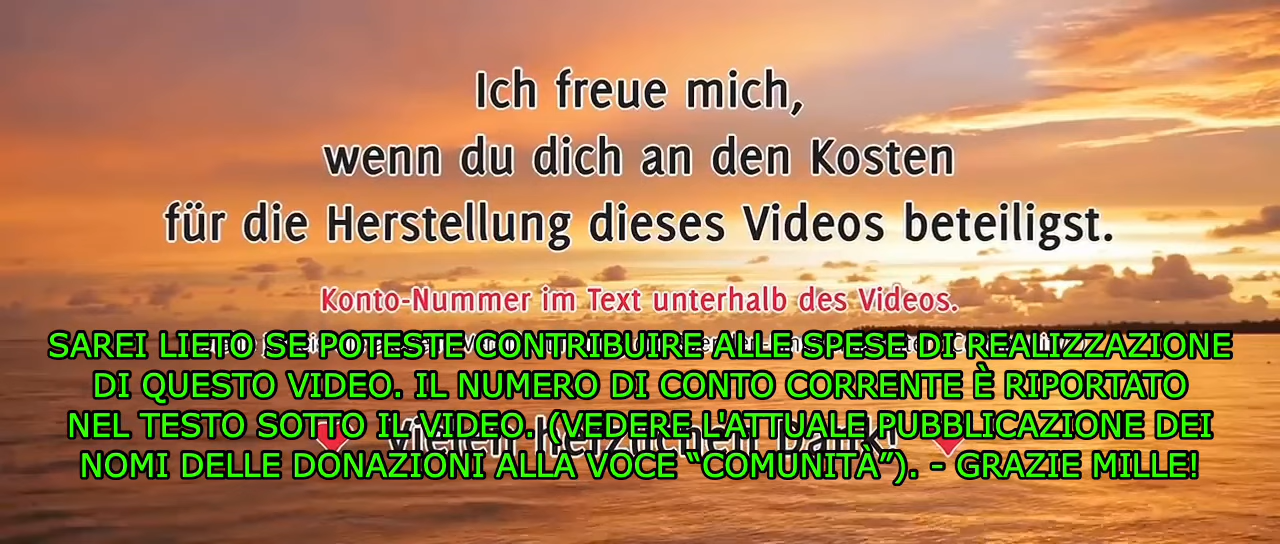 Ich freue mich,
wenn du dich an den Kosten
für die Herstellung dieses Videos beteiligst.
Konto-Nummer im Text unterhalb des Videos.
SAREI LIETO SE POTESTE CONTRIBUIRE ALLE SPESE DI REALIZZAZIONE
DI QUESTO VIDEO. IL NUMERO DI CONTO CORRENTE È RIPORTATO
NEL TESTO SOTTO IL VIDEO. (VEDERE L'ATTUALE PUBBLICAZIONE DEI
Vielen herzlichen Dank!
NOMI DELLE DONAZIONI ALLA VOCE “COMUNITÀ”). - GRAZIE MILLE!